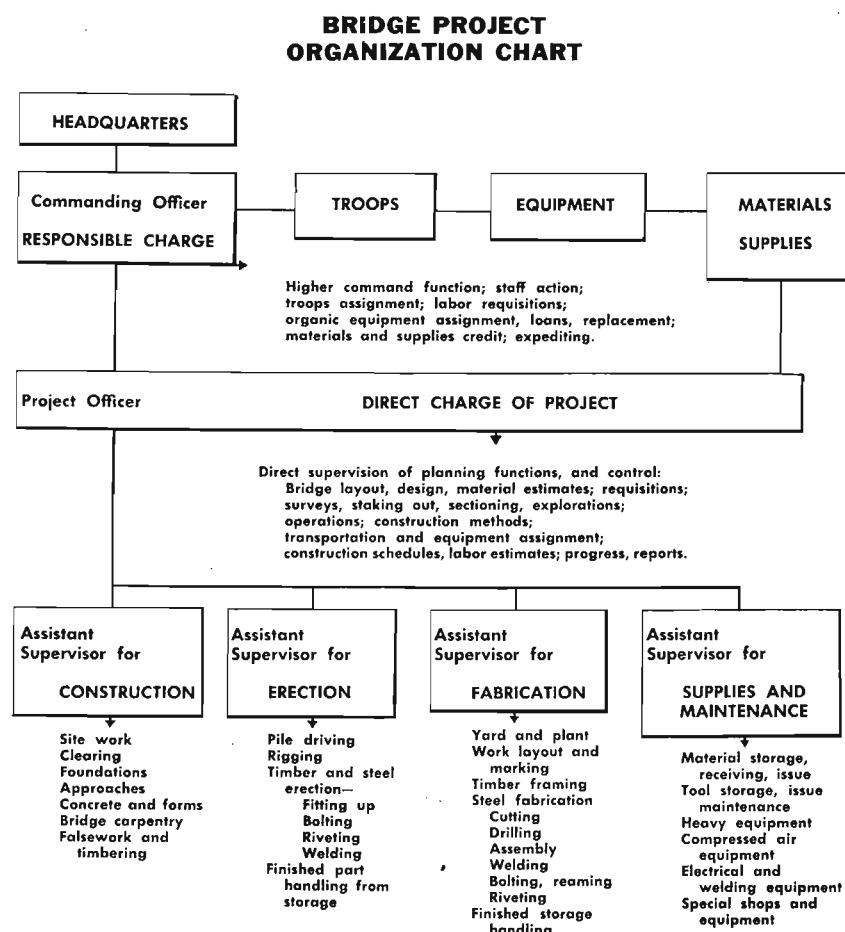 BRIDGE PROJECT
ORGANIZATION CHART
HEADQUARTERS
Commanding Officer
RESPONSIBLE CHARGE
TROOPS
EQUIPMENT
MATERIALS
SUPPLIES
Higher command function; staff action;
troops assignment; labor requisitions;
organic equipment assignment, loans, replacement;
materials and supplies credit; expediting.
Project Officer
DIRECT CHARGE OF PROJECT
Direct supervision of planning functions, and control:
Bridge layout, design, material estimates; requisitions;
surveys, staking out, sectioning, explorations;
operations; construction methods;
transportation and equipment assignment;
construction schedules, labor estimates; progress, reports.
Assistant
Supervisor for
CONSTRUCTION
Site work
Clearing
Foundations
Approaches
Concrete and forms
Bridge carpentry
Falsework and
timbering
Assistant
Supervisor for
ERECTION
Pile driving
Rigging
Timber and steel
erection—
Fitting up
Bolting
Riveting
Welding
Finished part
handling from
storage
Assistant
Supervisor for
FABRICATION
Yard and plant
Work layout and
marking
Timber framing
Steel fabrication
Cutting
Drilling
Assembly
Welding
Bolting, reaming
Riveting
Finished storage
handling
Assistant
Supervisor for
SUPPLIES AND
MAINTENANCE
Material storage,
receiving, issue
Tool storage, issue
maintenance
Heavy equipment
Compressed air
equipment
Electrical and
welding equipment
Special shops and
equipment